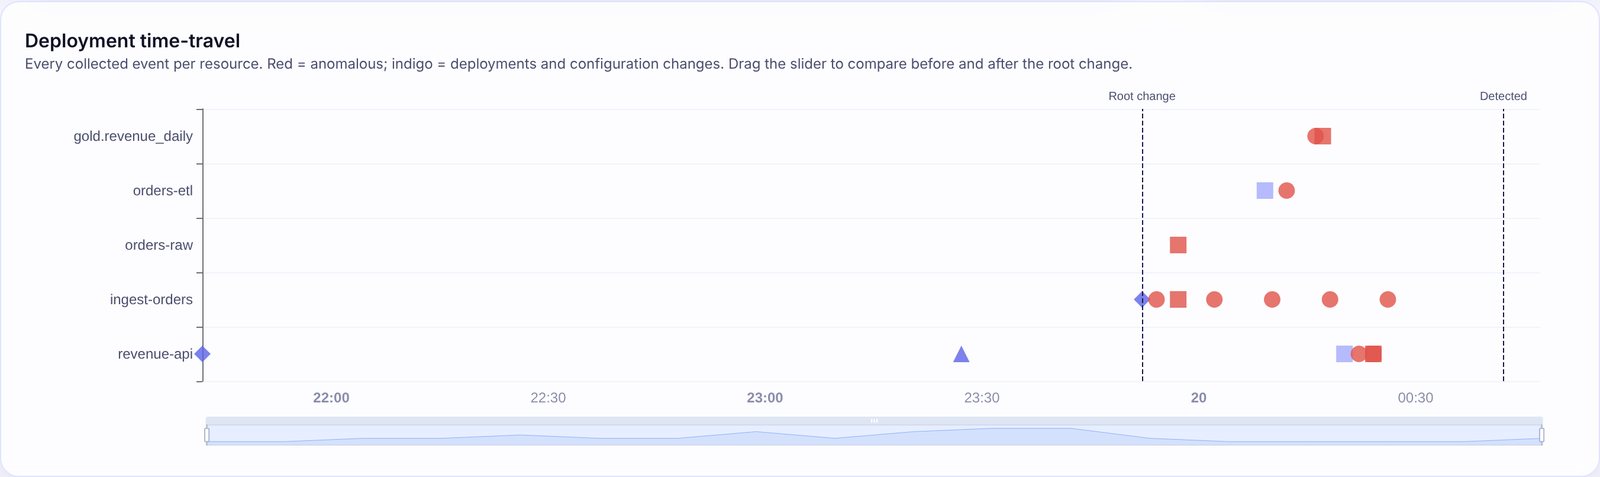 Deployment time-travel
Every collected event per resource. Red = anomalous; indigo = deployments and configuration changes. Drag the slider to compare before and after the root change.
Root change
Detected
gold.revenue_daily
orders-etl
orders-raw
ingest-orders
revenue-api
22:00
22:30
23:00
23:30
20
00:30